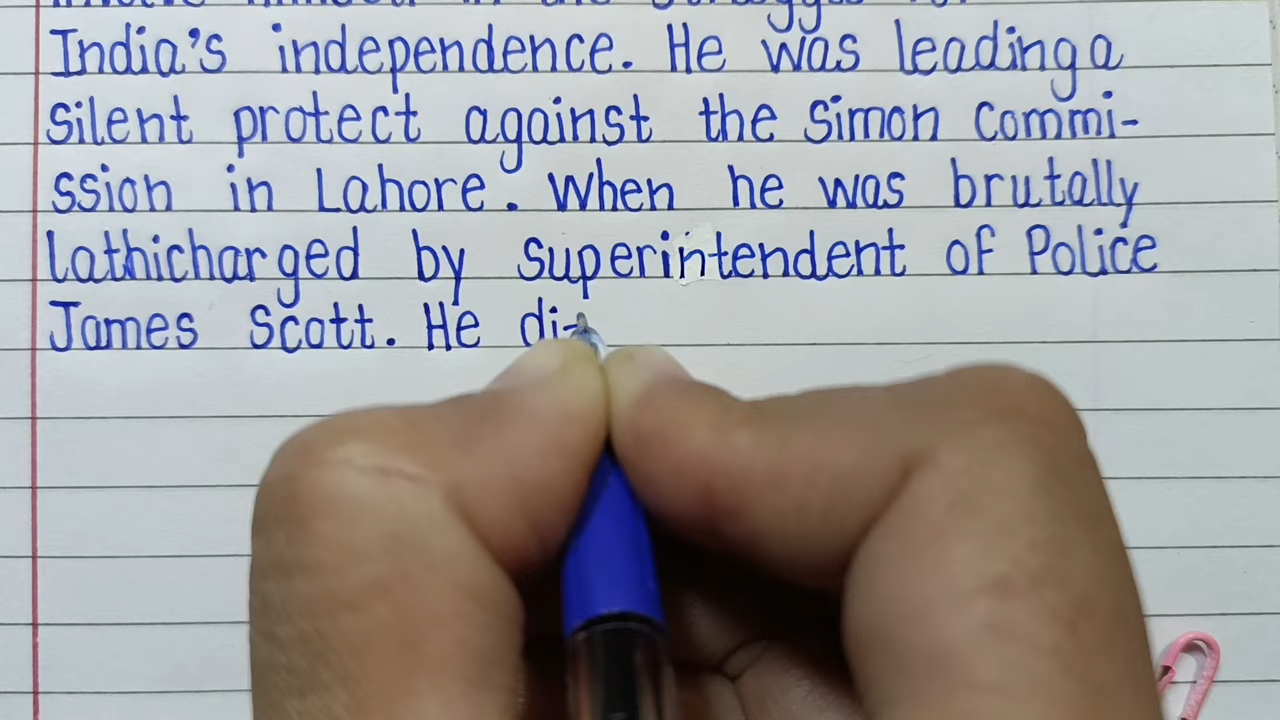 India's independence. He was leading a
silent protect against the Simon Commi-
ssion in Lahore. When he was brutally
Lathicharged by Superintendent of Police
James Scott. He di